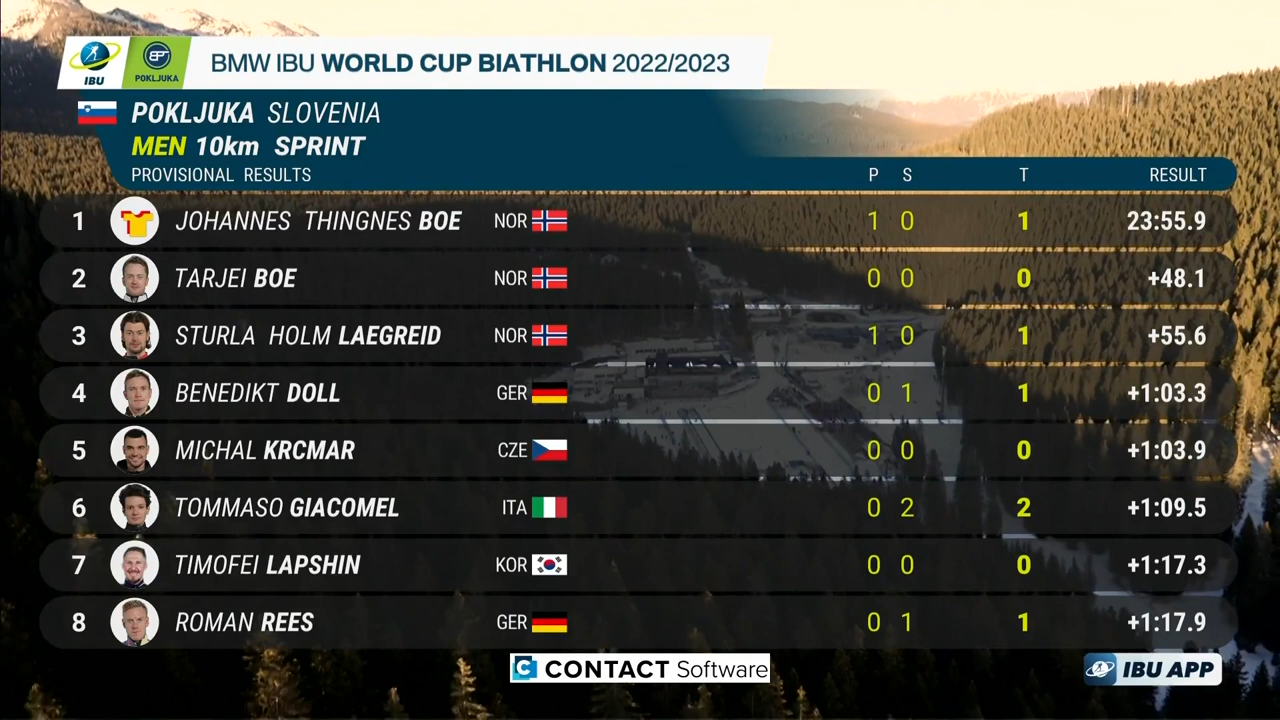 IBU
POKLJUKA
BMW IBU WORLD CUP BIATHLON 2022/2023
POKLJUKA SLOVENIA
MEN 10km SPRINT
PROVISIONAL RESULTS P S T RESULT
1 JOHANNES THINGNES BOE NOR 1 0 1 23:55.9
2 TARJEI BOE NOR 0 0 0 +48.1
3 STURLA HOLM LAEGREID NOR 1 0 1 +55.6
4 BENEDIKT DOLL GER 0 1 1 +1:03.3
5 MICHAL KRCMAR CZE 0 0 0 +1:03.9
6 TOMMASO GIACOMEL ITA 0 2 2 +1:09.5
7 TIMOFEI LAPSHIN KOR 0 0 0 +1:17.3
8 ROMAN REES GER 0 1 1 +1:17.9
C CONTACT Software
IBU APP